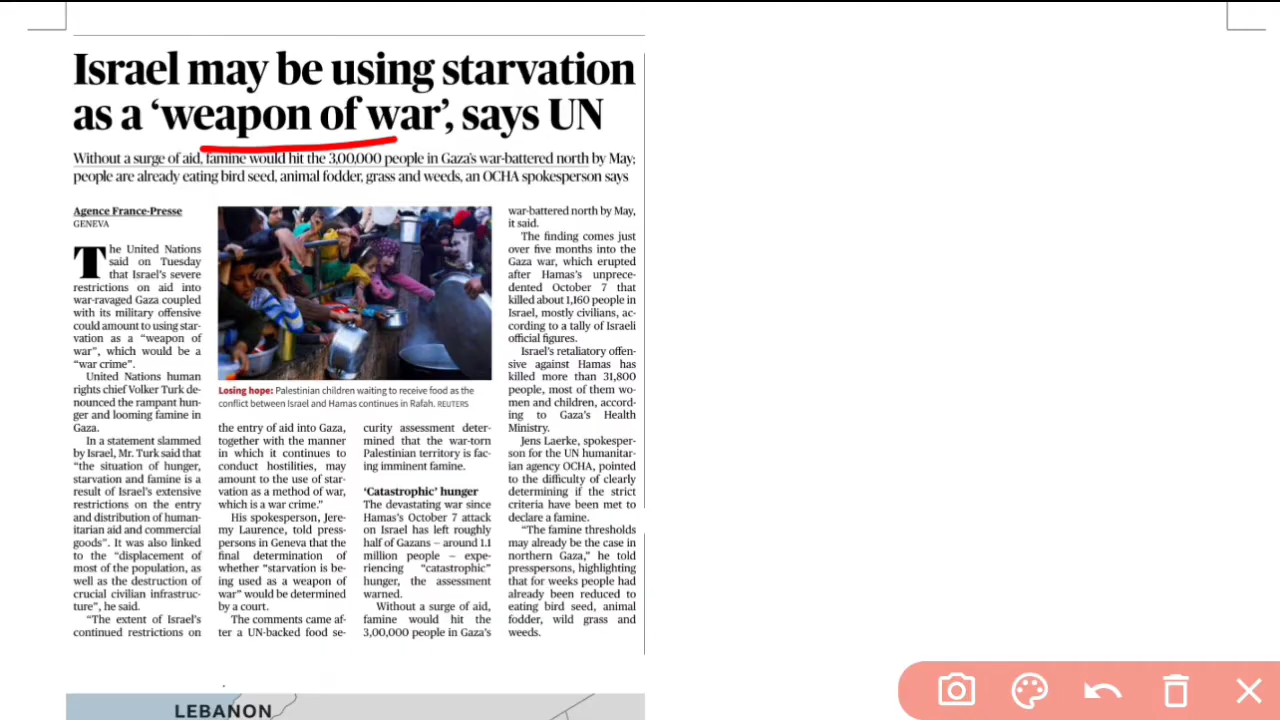 Israel may be using starvation
as a ‘weapon of war’, says UN
Without a surge of aid, famine would hit the 3,00,000 people in Gaza’s war-battered north by May;
people are already eating bird seed, animal fodder, grass and weeds, an OCHA spokesperson says
Agence France-Presse
GENEVA
The United Nations
said on Tuesday
that Israel’s severe
restrictions on aid into
war-ravaged Gaza coupled
with its military offensive
could amount to using star-
vation as a “weapon of
war”, which would be a
“war crime”.
United Nations human
rights chief Volker Turk de-
nounced the rampant hun-
ger and looming famine in
Gaza.
In a statement slammed
by Israel, Mr. Turk said that
“the situation of hunger,
starvation and famine is a
result of Israel’s extensive
restrictions on the entry
and distribution of human-
itarian aid and commercial
goods”. It was also linked
to the “displacement of
most of the population, as
well as the destruction of
crucial civilian infrastruc-
ture”, he said.
“The extent of Israel’s
continued restrictions on
Losing hope: Palestinian children waiting to receive food as the
conflict between Israel and Hamas continues in Rafah. REUTERS
the entry of aid into Gaza,
together with the manner
in which it continues to
conduct hostilities, may
amount to the use of star-
vation as a method of war,
which is a war crime.”
His spokesperson, Jere-
my Laurence, told press-
persons in Geneva that the
final determination of
whether “starvation is be-
ing used as a weapon of
war” would be determined
by a court.
The comments came af-
ter a UN-backed food se-
curity assessment deter-
mined that the war-torn
Palestinian territory is fac-
ing imminent famine.
‘Catastrophic’ hunger
The devastating war since
Hamas’s October 7 attack
on Israel has left roughly
half of Gazans – around 1.1
million people – expe-
riencing “catastrophic”
hunger, the assessment
warned.
Without a surge of aid,
famine would hit the
3,00,000 people in Gaza’s
war-battered north by May,
it said.
The finding comes just
over five months into the
Gaza war, which erupted
after Hamas’s unprece-
dented October 7 that
killed about 1,160 people in
Israel, mostly civilians, ac-
cording to a tally of Israeli
official figures.
Israel’s retaliatory offen-
sive against Hamas has
killed more than 31,800
people, most of them wo-
men and children, accord-
ing to Gaza’s Health
Ministry.
Jens Laerke, spokesper-
son for the UN humanitar-
ian agency OCHA, pointed
to the difficulty of clearly
determining if the strict
criteria have been met to
declare a famine.
“The famine thresholds
may already be the case in
northern Gaza,” he told
presspersons, highlighting
that for weeks people had
already been reduced to
eating bird seed, animal
fodder, wild grass and
weeds.
LEBANON